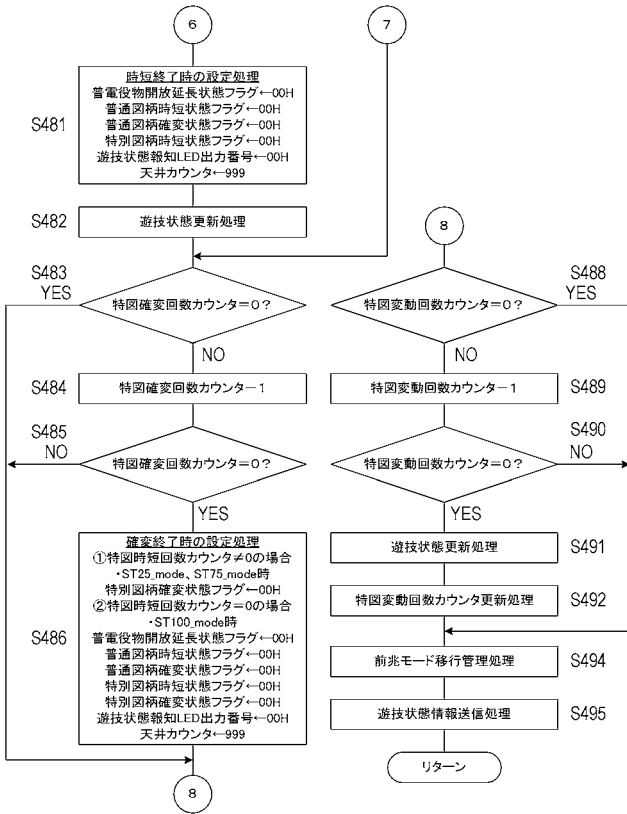 6
時短終了時の設定処理
普電役物開放延長状態フラグ←00H
普通図柄時短状態フラグ←00H
普通図柄確変状態フラグ←00H
特別図柄時短状態フラグ←00H
遊技状態報知LED出力番号←00H
天井カウンタ←999
S481
遊技状態更新処理
S482
7
S483
特図確変回数カウンタ=0?
YES
NO
特図確変回数カウンタ-1
S484
S485
特図確変回数カウンタ=0?
NO
YES
確変終了時の設定処理
①特図時短回数カウンタ≠0の場合
・ST25_mode、ST75_mode時
特別図柄確変状態フラグ←00H
②特図時短回数カウンタ=0の場合
・ST100_mode時
普電役物開放延長状態フラグ←00H
普通図柄時短状態フラグ←00H
普通図柄確変状態フラグ←00H
特別図柄時短状態フラグ←00H
特別図柄確変状態フラグ←00H
遊技状態報知LED出力番号←00H
天井カウンタ←999
S486
8
8
S488
特図変動回数カウンタ=0?
YES
NO
特図変動回数カウンタ-1
S489
S490
特図変動回数カウンタ=0?
NO
YES
遊技状態更新処理
S491
特図変動回数カウンタ更新処理
S492
前兆モード移行管理処理
S494
遊技状態情報送信処理
S495
リターン